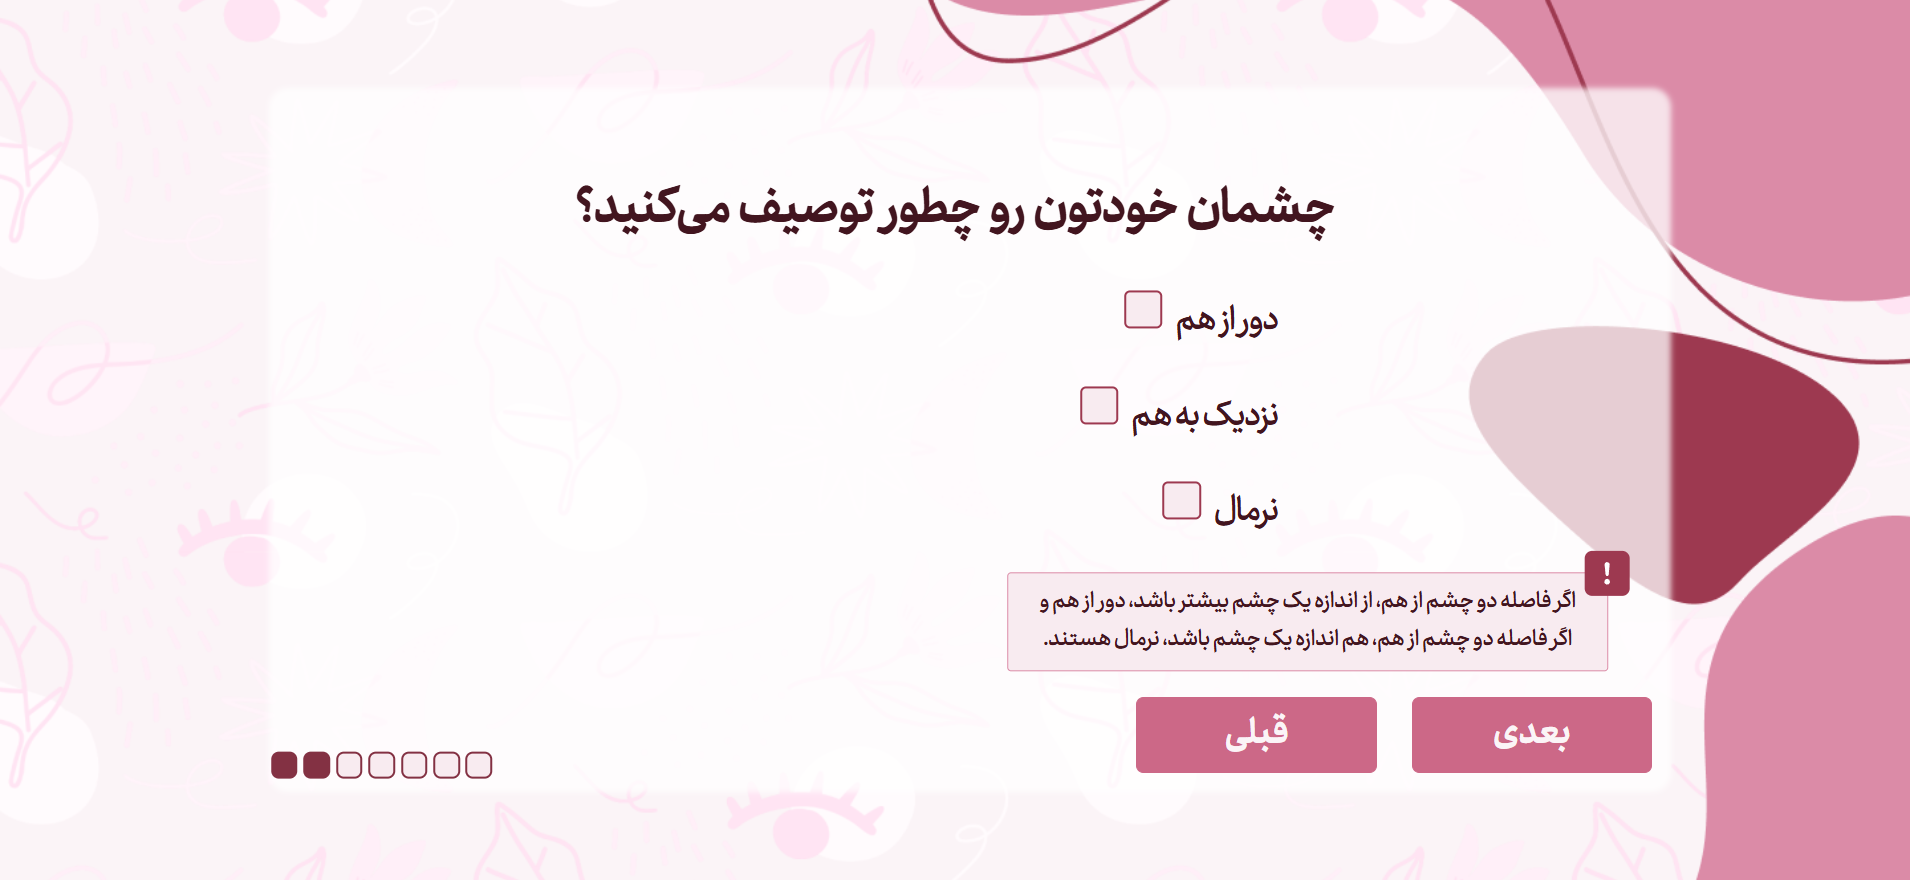 چشمان خودتون رو چطور توصیف می‌کنید؟
دور از هم
نزدیک به هم
نرمال
!
اگر فاصله دو چشم از هم، از اندازه یک چشم بیشتر باشد، دور از هم و
اگر فاصله دو چشم از هم، هم اندازه یک چشم باشد، نرمال هستند.
بعدی
قبلی